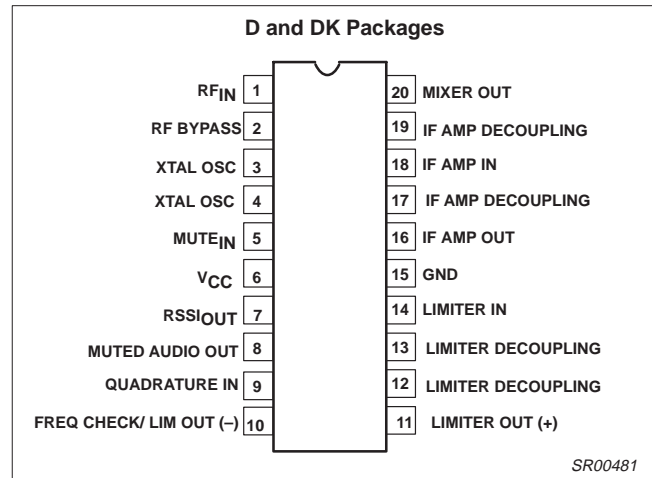 D and DK Packages
RFIN 1 20 MIXER OUT
RF BYPASS 2 19 IF AMP DECOUPLING
XTAL OSC 3 18 IF AMP IN
XTAL OSC 4 17 IF AMP DECOUPLING
MUTEIN 5 16 IF AMP OUT
VCC 6 15 GND
RSSIOUT 7 14 LIMITER IN
MUTED AUDIO OUT 8 13 LIMITER DECOUPLING
QUADRATURE IN 9 12 LIMITER DECOUPLING
FREQ CHECK/ LIM OUT (–) 10 11 LIMITER OUT (+)
SR00481